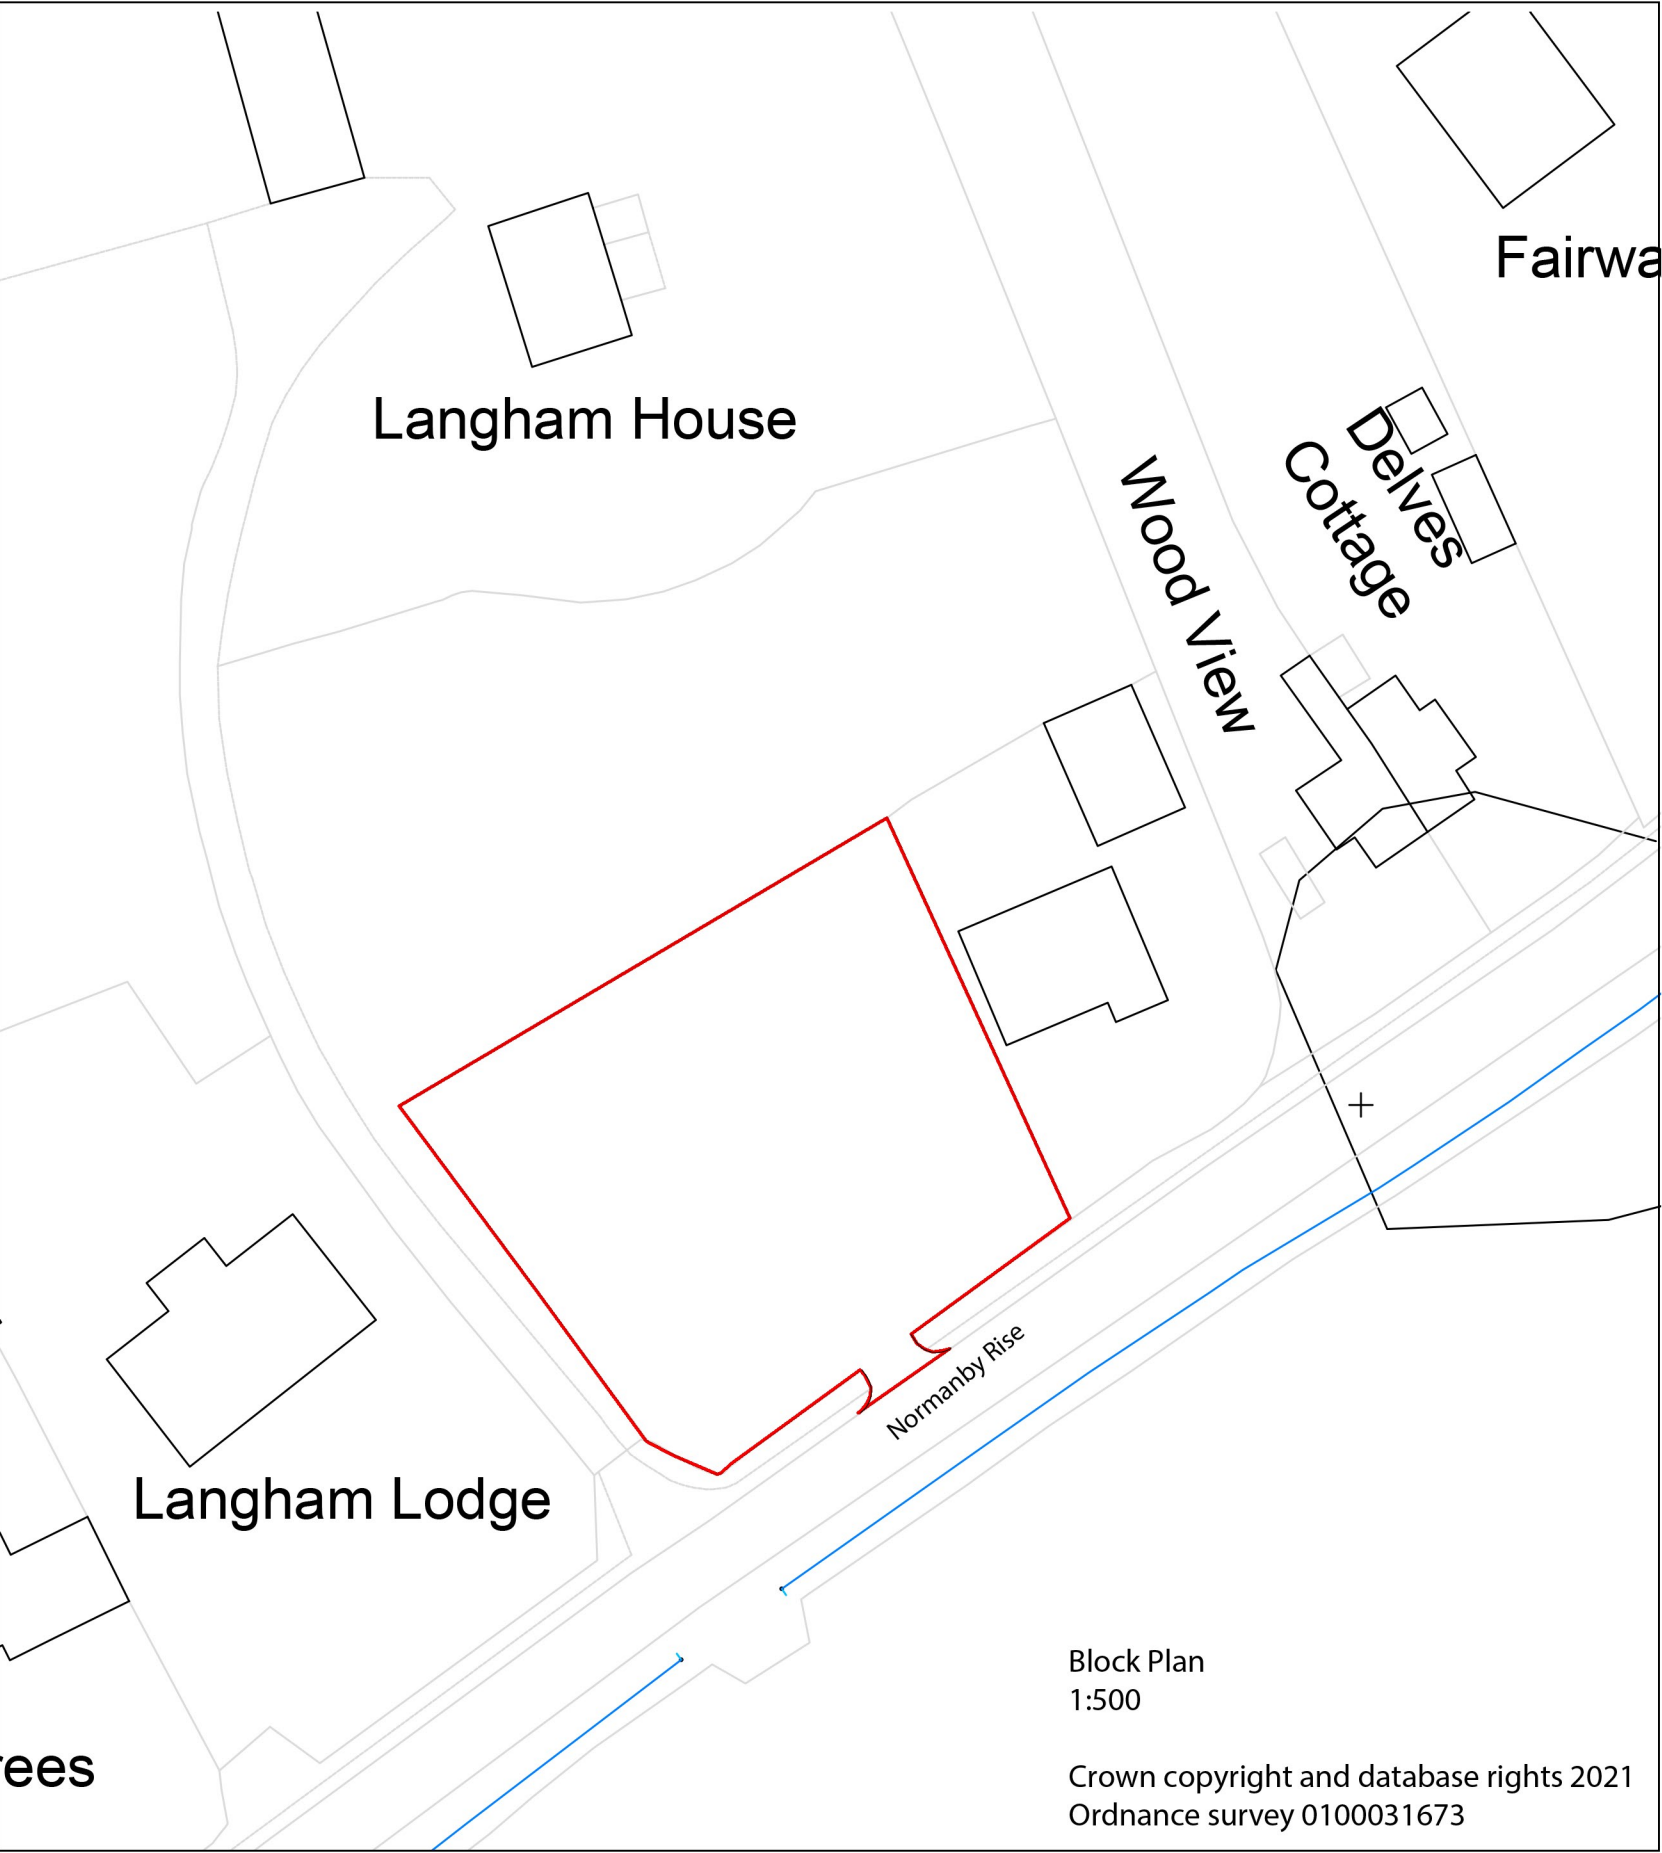 Fairwa
Langham House
Delves
Cottage
Wood View
Normanby Rise
Langham Lodge
Block Plan
1:500
rees
Crown copyright and database rights 2021
Ordnance survey 0100031673